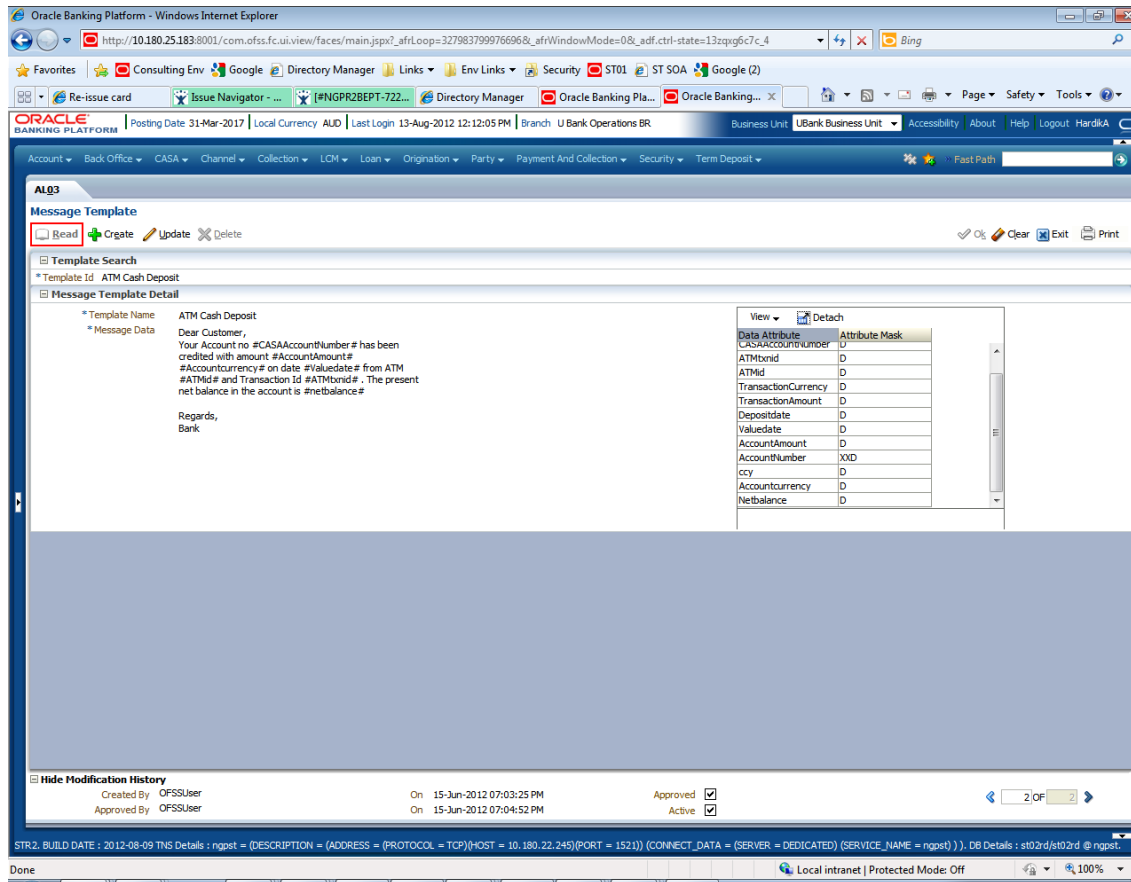 Oracle Banking Platform - Windows Internet Explorer
http://10.180.25.183:8001/com.ofss.fc.ui.view/faces/main.jspx?_afrLoop=327983799976696&_afrWindowMode=0&_adf.ctrl-state=13zqxg6c7c_4 Bing
Favorites Consulting Env Google Directory Manager Links Env Links Security ST01 ST SOA Google (2)
Re-issue card Issue Navigator - ... [#NGPR2BEPT-722... Directory Manager Oracle Banking Pla... Oracle Banking... X Page Safety Tools
ORACLE BANKING PLATFORM Posting Date 31-Mar-2017 Local Currency AUD Last Login 13-Aug-2012 12:12:05 PM Branch U Bank Operations BR Business Unit UBank Business Unit Accessibility About Help Logout HardikA
Account Back Office CASA Channel Collection LCM Loan Origination Party Payment And Collection Security Term Deposit Fast Path
AL03
Message Template
Read Create Update Delete Ok Clear Exit Print
Template Search
* Template Id ATM Cash Deposit
Message Template Detail
* Template Name ATM Cash Deposit
* Message Data Dear Customer,
Your Account no #CASAAccountNumber# has been
credited with amount #AccountAmount#
#Accountcurrency# on date #Valuedate# from ATM
#ATMid# and Transaction Id #ATMtxnid# . The present
net balance in the account is #netbalance#
Regards,
Bank
View Detach
Data Attribute Attribute Mask
CASAAccountNumber D
ATMtxnid D
ATMid D
TransactionCurrency D
TransactionAmount D
Depositdate D
Valuedate D
AccountAmount D
AccountNumber XXD
ccy D
Accountcurrency D
Netbalance D
Hide Modification History
Created By OFSSUser On 15-Jun-2012 07:03:25 PM Approved
Approved By OFSSUser On 15-Jun-2012 07:04:52 PM Active
2 OF 2
STR2. BUILD DATE : 2012-08-09 TNS Details : ngpst = (DESCRIPTION = (ADDRESS = (PROTOCOL = TCP)(HOST = 10.180.22.245)(PORT = 1521)) (CONNECT_DATA = (SERVER = DEDICATED) (SERVICE_NAME = ngpst) ) ). DB Details : st02rd/st02rd @ ngpst.
Done Local intranet | Protected Mode: Off 100%